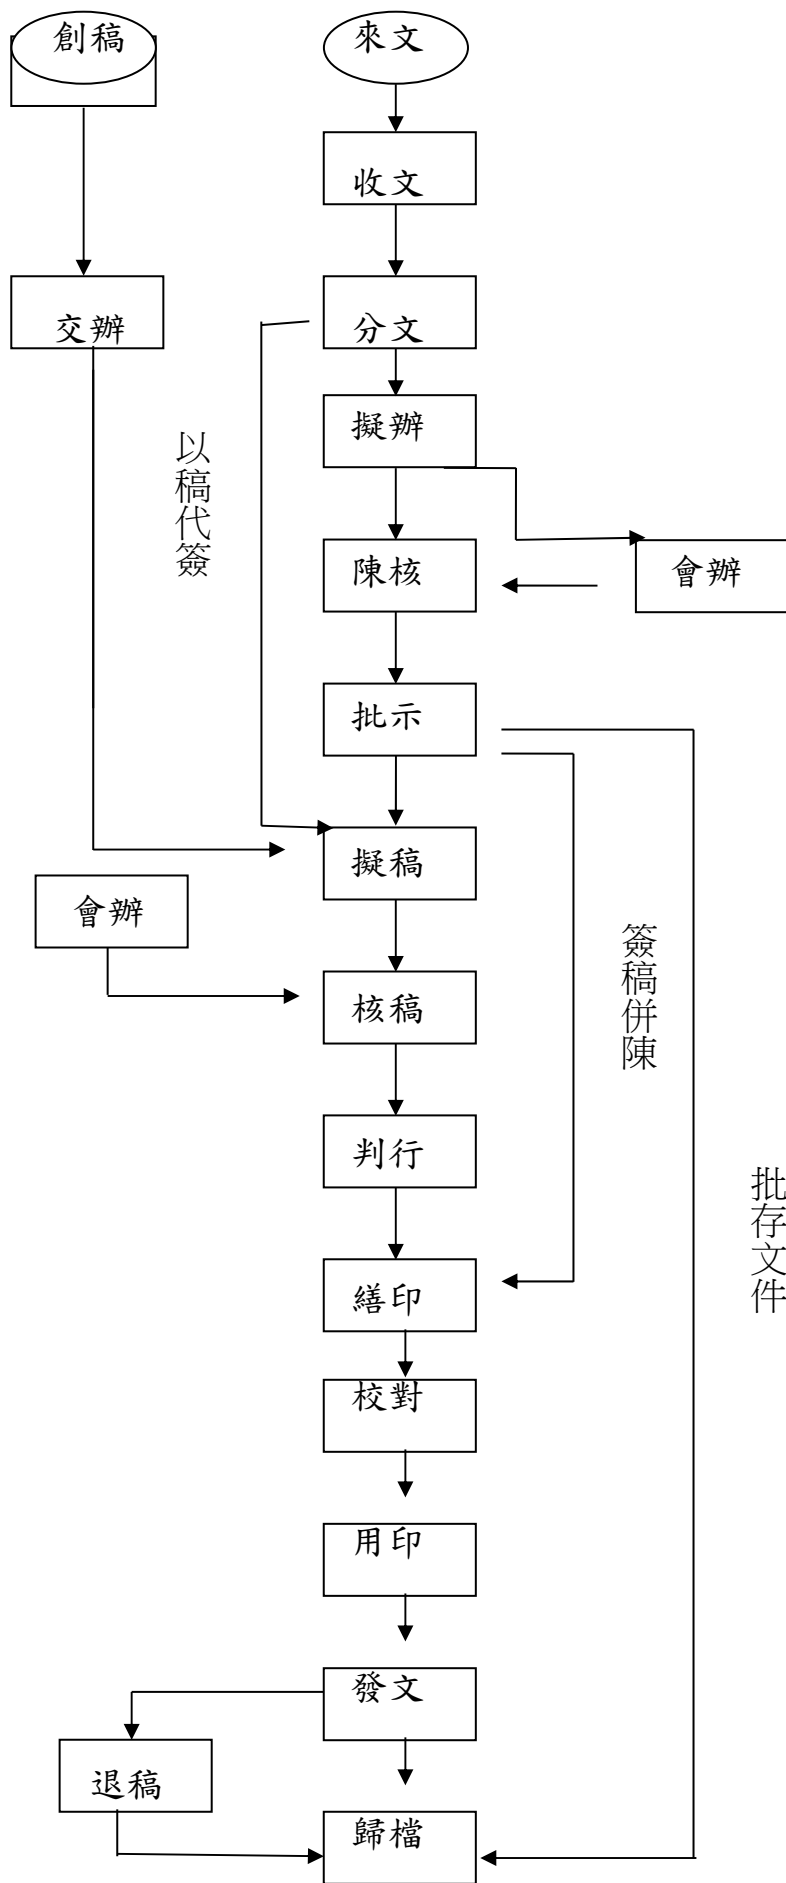 創稿
來文
收文
交辦
分文
擬辦
以稿代簽
陳核
會辦
批示
擬稿
會辦
簽稿併陳
核稿
判行
批存文件
繕印
校對
用印
發文
退稿
歸檔